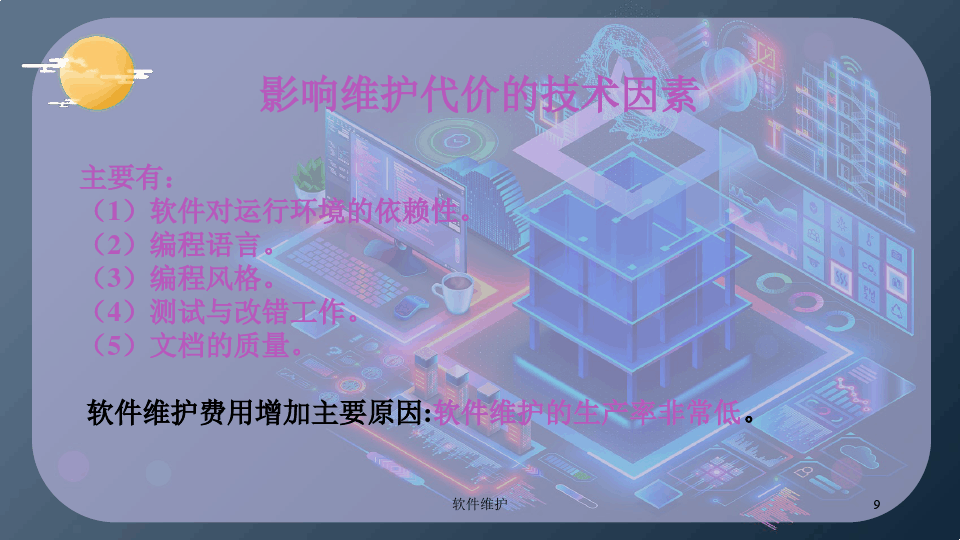 影响维护代价的技术因素
主要有：
（1）软件对运行环境的依赖性。
（2）编程语言。
（3）编程风格。
（4）测试与改错工作。
（5）文档的质量。
软件维护费用增加主要原因:软件维护的生产率非常低。
软件维护
9